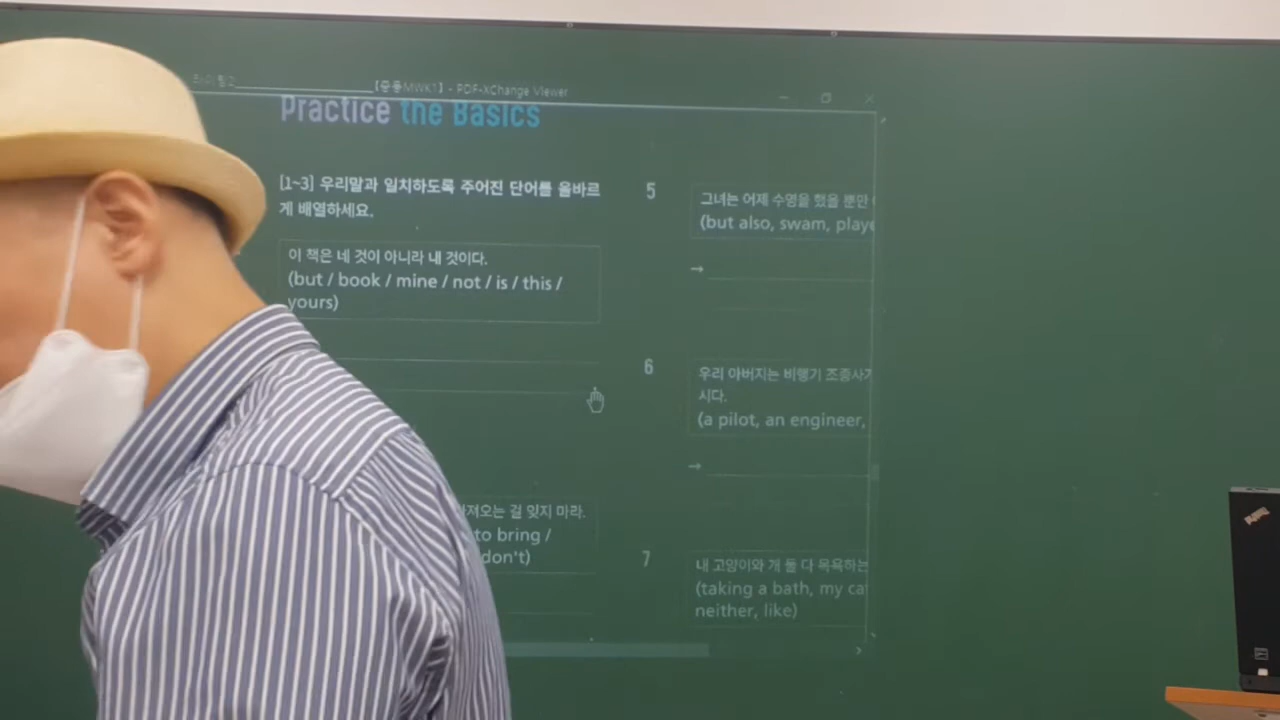 【중등MWK1】 - PDF-XChange Viewer
Practice the Basics
[1~3] 우리말과 일치하도록 주어진 단어를 올바르
게 배열하세요.
이 책은 네 것이 아니라 내 것이다.
(but / book / mine / not / is / this /
yours)
져오는 걸 잊지 마라.
to bring /
don't)
5
그녀는 어제 수영을 했을 뿐만
(but also, swam, playe
→
6
우리 아버지는 비행기 조종사
시다.
(a pilot, an engineer,
→
7
내 고양이와 개 둘 다 목욕하는
(taking a bath, my ca
neither, like)